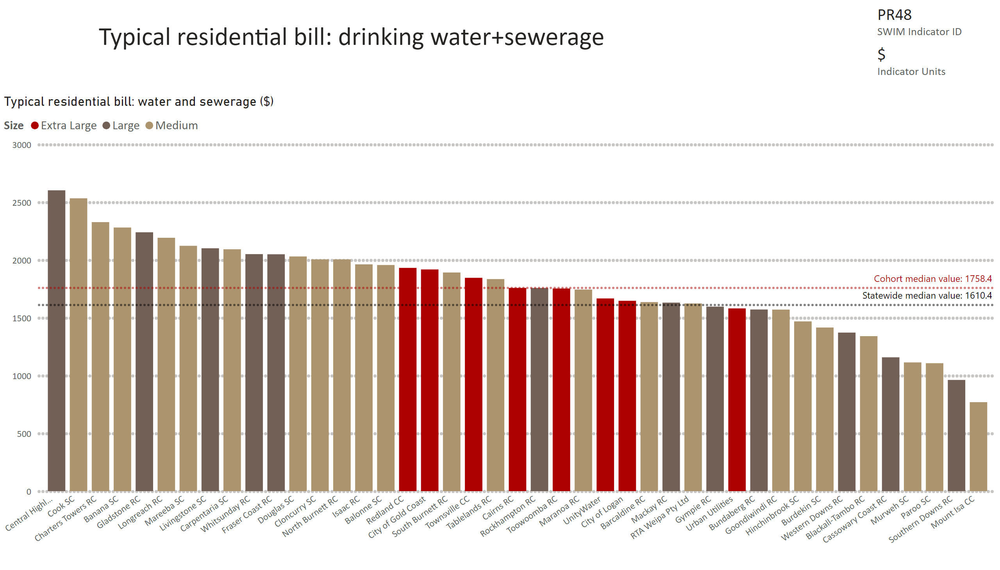 PR48
SWIM Indicator ID
Typical residential bill: drinking water+sewerage
$
Indicator Units
Typical residential bill: water and sewerage ($)
Size Extra Large Large Medium
3000
2500
2000
Cohort median value: 1758.4
Statewide median value: 1610.4
1500
1000
500
0
Central Highl...
Cook SC
Charters Towers RC
Banana SC
Gladstone RC
Longreach RC
Mareeba SC
Livingstone SC
Carpentaria SC
Whitsunday RC
Fraser Coast RC
Douglas SC
Cloncurry SC
North Burnett RC
Isaac RC
Balonne SC
Redland CC
City of Gold Coast
South Burnett RC
Townsville CC
Tablelands RC
Cairns RC
Rockhampton RC
Toowoomba RC
Maranoa RC
UnityWater
City of Logan
Barcaldine RC
Mackay RC
RTA Weipa Pty Ltd
Gympie RC
Urban Utilities
Bundaberg RC
Goondiwindi RC
Hinchinbrook SC
Burdekin SC
Western Downs RC
Blackall-Tambo RC
Cassowary Coast RC
Murweh SC
Paroo SC
Southern Downs RC
Mount Isa CC